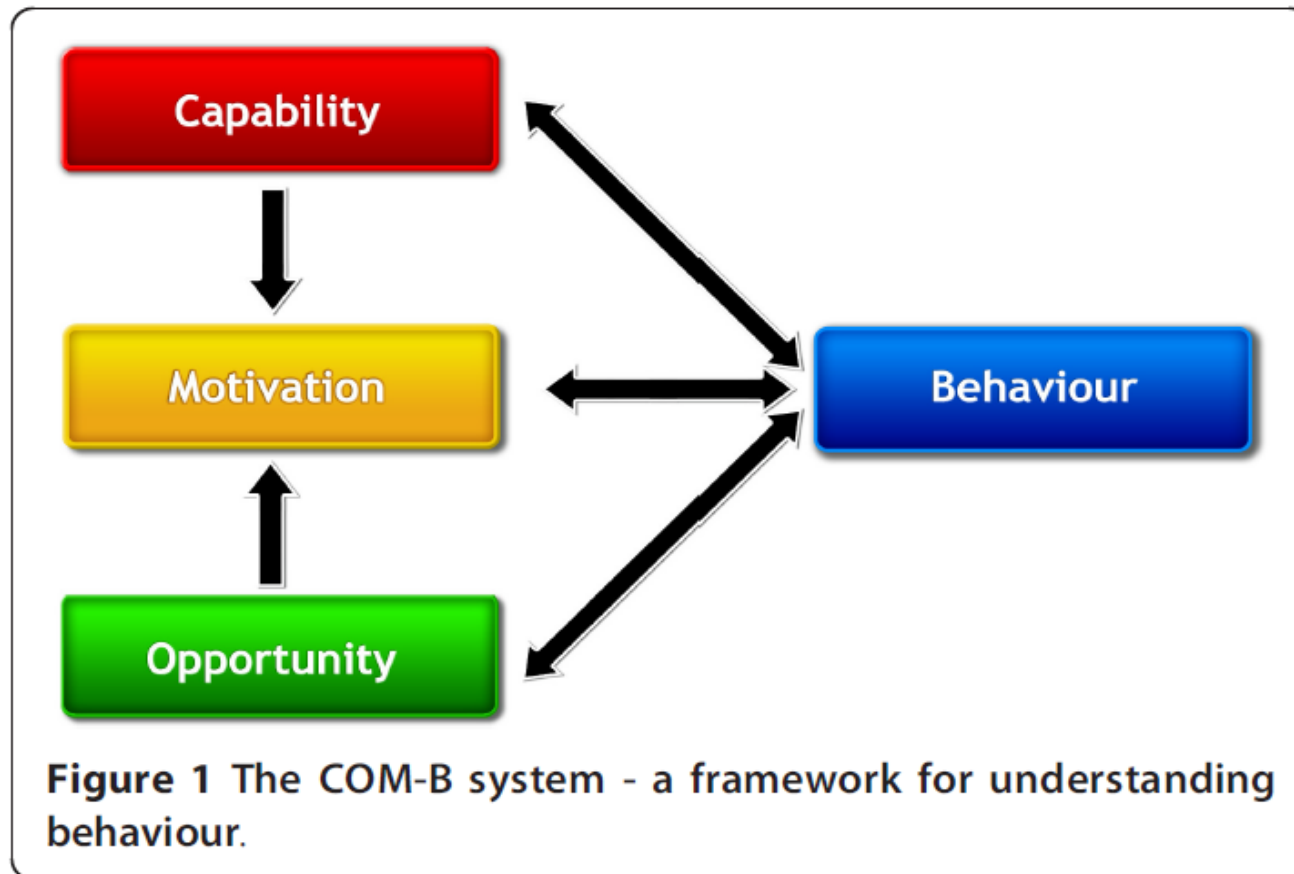 Capability
Motivation
Behaviour
Opportunity
Figure 1 The COM-B system - a framework for understanding
behaviour.